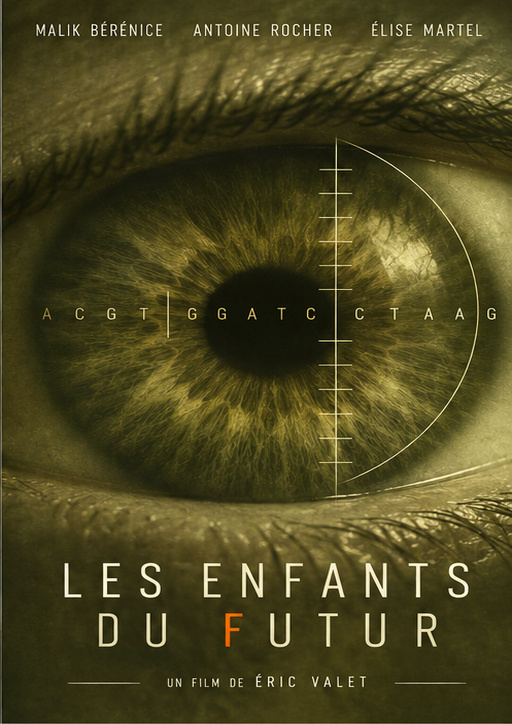 MALIK BÉRÉNICE ANTOINE ROCHER ÉLISE MARTEL
A C G T G G A T C C T A A G
LES ENFANTS
DU FUTUR
UN FILM DE ÉRIC VALET